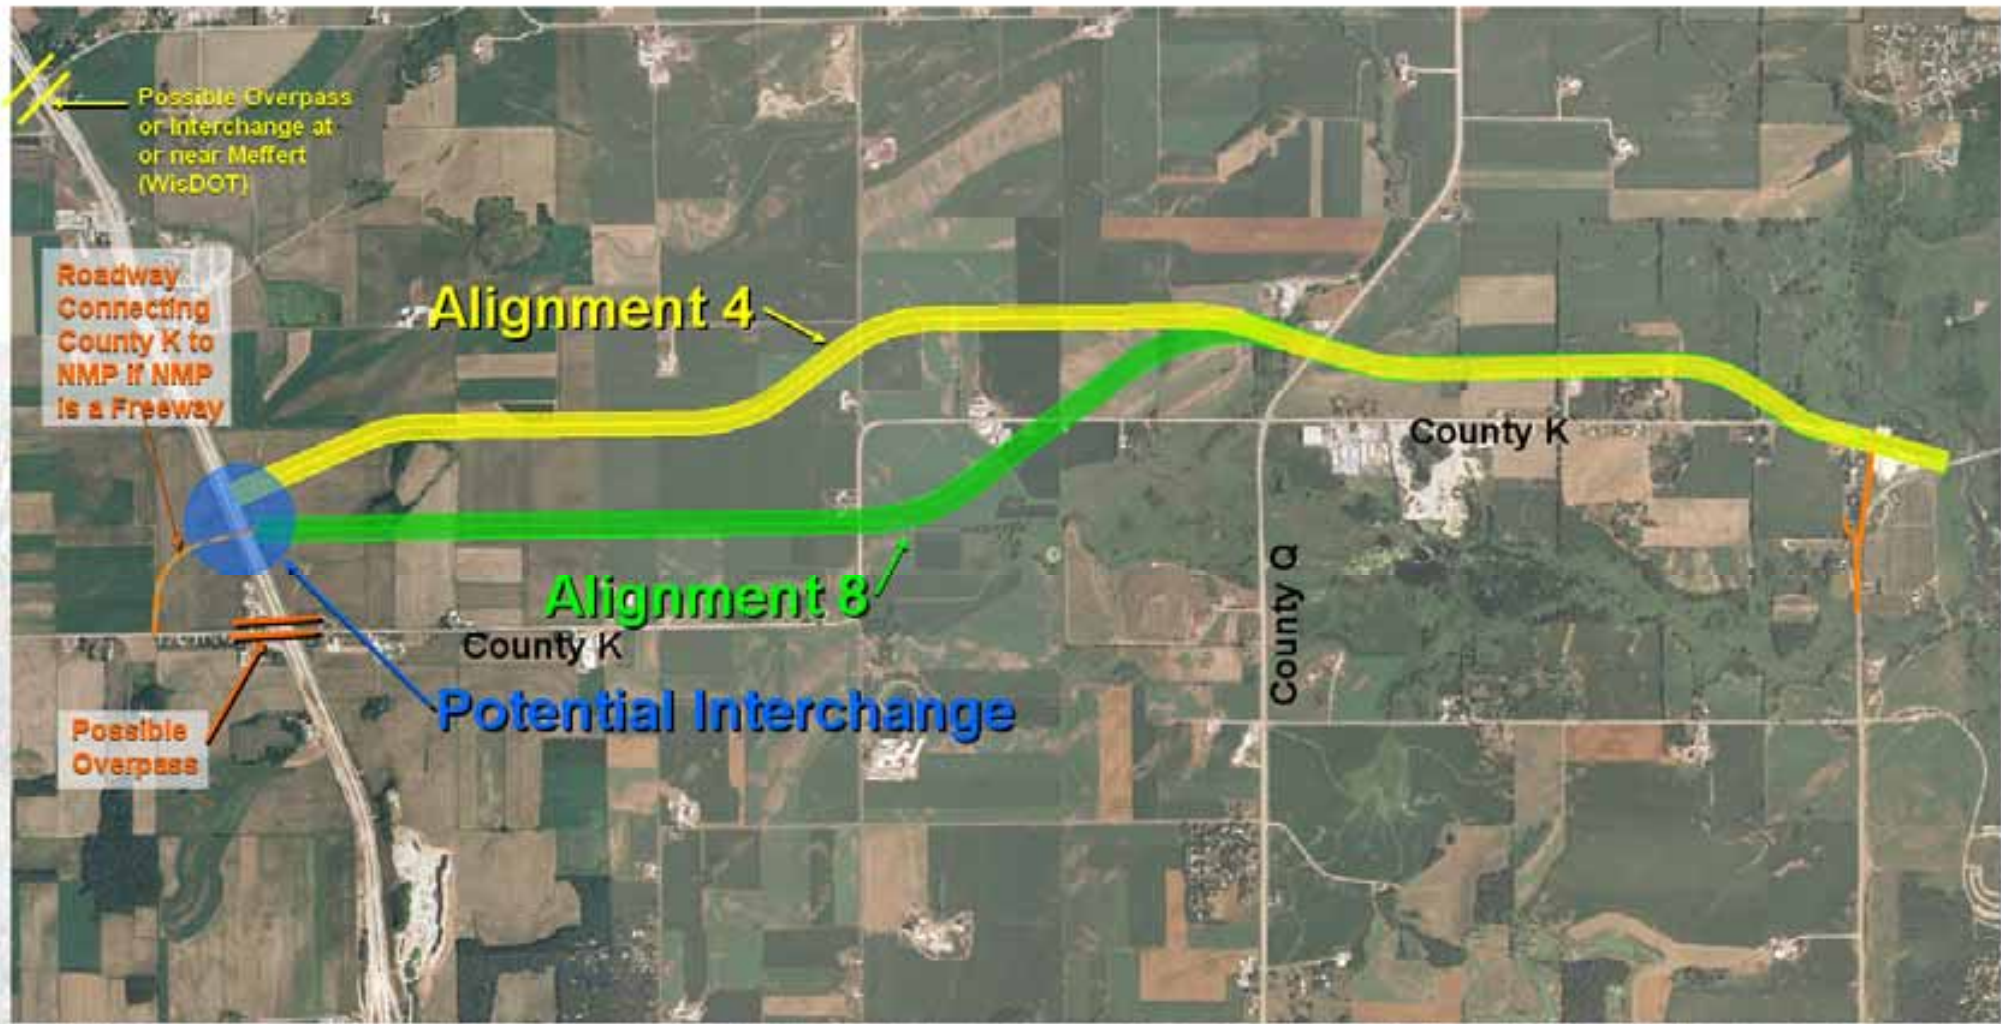 Possible Overpass
or Interchange at
or near Meffert
(WisDOT)
Roadway
Connecting
County K to
NMP if NMP
is a Freeway
Alignment 4
County K
Alignment 8
County Q
County K
Potential Interchange
Possible
Overpass